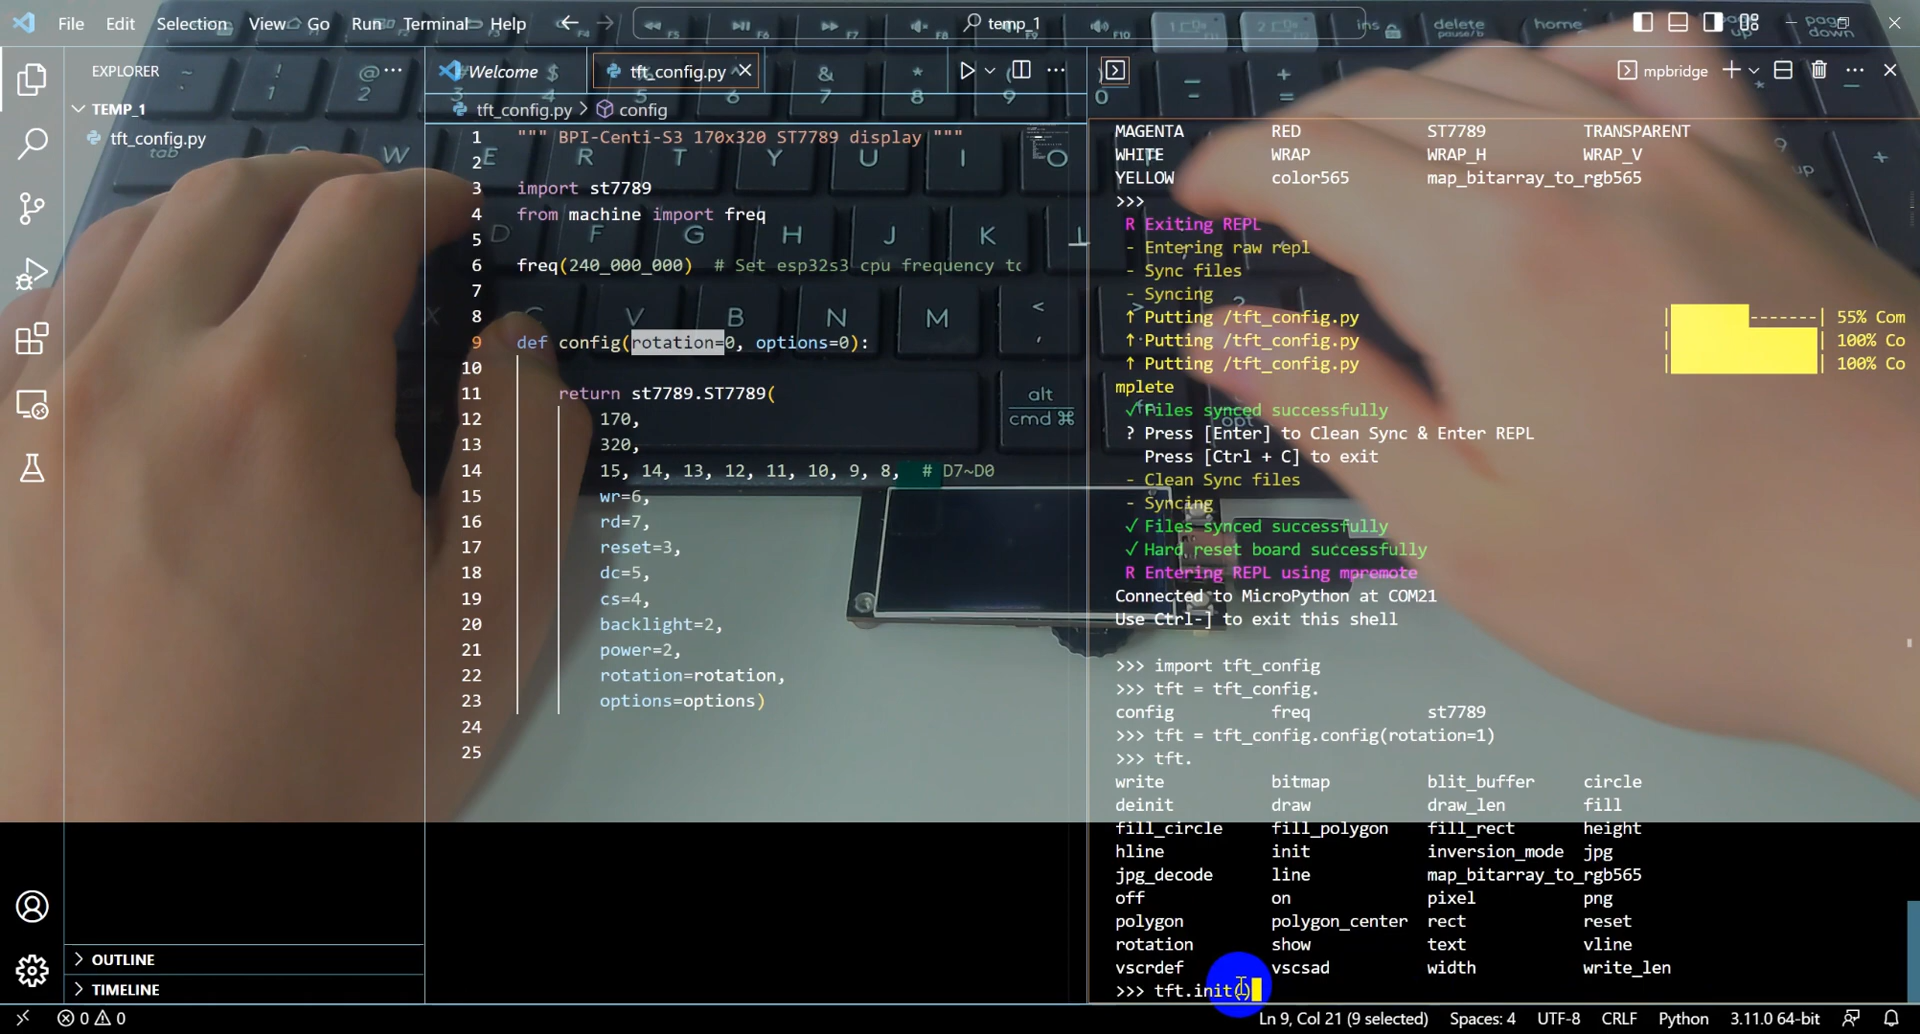 File Edit Selection View Go Run Terminal Help temp_1
EXPLORER
TEMP_1
tft_config.py
OUTLINE
TIMELINE
Welcome tft_config.py
tft_config.py > config
1 """ BPI-Centi-S3 170x320 ST7789 display """
2
3 import st7789
4 from machine import freq
5
6 freq(240_000_000) # Set esp32s3 cpu frequency to
7
8
9 def config(rotation=0, options=0):
10
11 return st7789.ST7789(
12 170,
13 320,
14 15, 14, 13, 12, 11, 10, 9, 8, # D7~D0
15 wr=6,
16 rd=7,
17 reset=3,
18 dc=5,
19 cs=4,
20 backlight=2,
21 power=2,
22 rotation=rotation,
23 options=options)
24
25
mpbridge
MAGENTA RED ST7789 TRANSPARENT
WHITE WRAP WRAP_H WRAP_V
YELLOW color565 map_bitarray_to_rgb565
>>>
R Exiting REPL
- Entering raw repl
- Sync files
- Syncing
↑ Putting /tft_config.py |-------| 55% Com
↑ Putting /tft_config.py | | 100% Co
↑ Putting /tft_config.py | | 100% Co
mplete
✓ Files synced successfully
? Press [Enter] to Clean Sync & Enter REPL
Press [Ctrl + C] to exit
- Clean Sync files
- Syncing
✓ Files synced successfully
✓ Hard reset board successfully
R Entering REPL using mpremote
Connected to MicroPython at COM21
Use Ctrl-] to exit this shell
>>> import tft_config
>>> tft = tft_config.
config freq st7789
>>> tft = tft_config.config(rotation=1)
>>> tft.
write bitmap blit_buffer circle
deinit draw draw_len fill
fill_circle fill_polygon fill_rect height
hline init inversion_mode jpg
jpg_decode line map_bitarray_to_rgb565
off on pixel png
polygon polygon_center rect reset
rotation show text vline
vscrdef vscsad width write_len
>>> tft.init()
0 0 Ln 9, Col 21 (9 selected) Spaces: 4 UTF-8 CRLF Python 3.11.0 64-bit